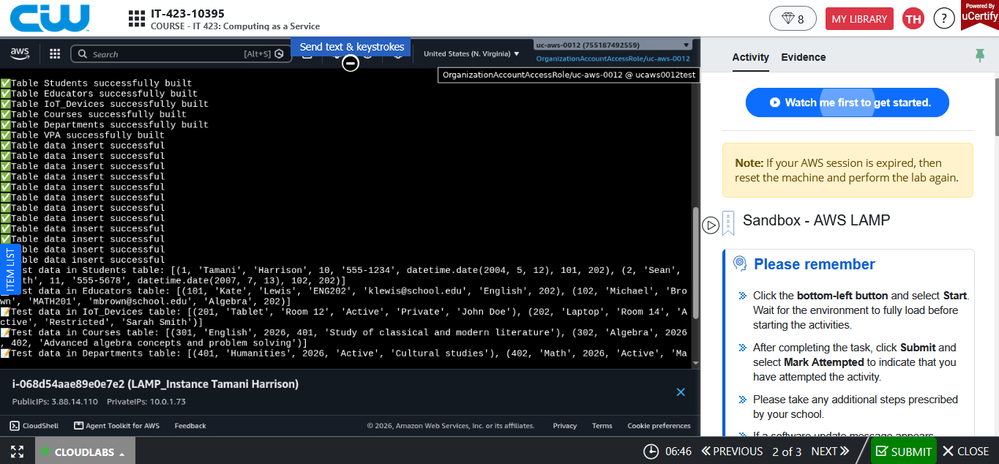 CIW
IT-423-10395
COURSE - IT 423: Computing as a Service
8
MY LIBRARY
TH
?
Powered By
uCertify
aws
Search
[Alt+S]
Send text & keystrokes
United States (N. Virginia)
uc-aws-0012 (755187492559)
OrganizationAccountAccessRole/uc-aws-0012
OrganizationAccountAccessRole/uc-aws-0012 @ ucaws0012test
✅Table Students successfully built
✅Table Educators successfully built
✅Table IoT_Devices successfully built
✅Table Courses successfully built
✅Table Departments successfully built
✅Table VPA successfully built
✅Table data insert successful
✅Table data insert successful
✅Table data insert successful
✅Table data insert successful
✅Table data insert successful
✅Table data insert successful
✅Table data insert successful
✅Table data insert successful
✅Table data insert successful
✅Table data insert successful
ble data insert successful
ble data insert successful
st data in Students table: [(1, 'Tamani', 'Harrison', 10, '555-1234', datetime.date(2004, 5, 12), 101, 202), (2, 'Sean',
th', 11, '555-5678', datetime.date(2007, 7, 13), 102, 202)]
st data in Educators table: [(101, 'Kate', 'Lewis', 'ENG202', 'klewis@school.edu', 'English', 202), (102, 'Michael', 'Bro
wn', 'MATH201', 'mbrown@school.edu', 'Algebra', 202)]
📝Test data in IoT_Devices table: [(201, 'Tablet', 'Room 12', 'Active', 'Private', 'John Doe'), (202, 'Laptop', 'Room 14', 'A
ctive', 'Restricted', 'Sarah Smith')]
📝Test data in Courses table: [(301, 'English', 2026, 401, 'Study of classical and modern literature'), (302, 'Algebra', 2026
, 402, 'Advanced algebra concepts and problem solving')]
📝Test data in Departments table: [(401, 'Humanities', 2026, 'Active', 'Cultural studies'), (402, 'Math', 2026, 'Active', 'Ma
ITEM LIST
i-068d54aae89e0e7e2 (LAMP_Instance Tamani Harrison)
PublicIPs: 3.88.14.110 PrivateIPs: 10.0.1.73
CloudShell
Agent Toolkit for AWS
Feedback
© 2026, Amazon Web Services, Inc. or its affiliates.
Privacy
Terms
Cookie preferences
Activity
Evidence
Watch me first to get started.
Note: If your AWS session is expired, then
reset the machine and perform the lab again.
Sandbox - AWS LAMP
Please remember
Click the bottom-left button and select Start.
Wait for the environment to fully load before
starting the activities.
After completing the task, click Submit and
select Mark Attempted to indicate that you
have attempted the activity.
Please take any additional steps prescribed
by your school.
If a software update message appears
CLOUDLABS
06:46
PREVIOUS
2 of 3
NEXT
SUBMIT
CLOSE